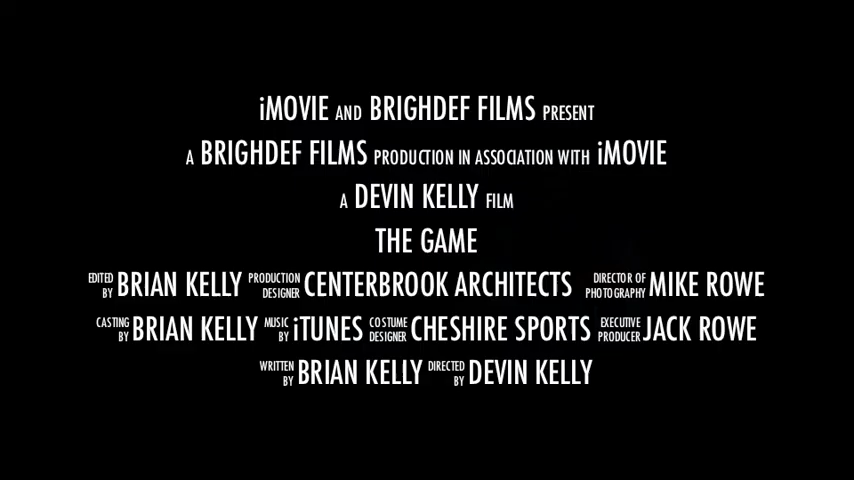 iMOVIE AND BRIGHDEF FILMS PRESENT
A BRIGHDEF FILMS PRODUCTION IN ASSOCIATION WITH iMOVIE
A DEVIN KELLY FILM
THE GAME
EDITED BY BRIAN KELLY PRODUCTION DESIGNER CENTERBROOK ARCHITECTS DIRECTOR OF PHOTOGRAPHY MIKE ROWE
CASTING BY BRIAN KELLY MUSIC BY iTUNES COSTUME DESIGNER CHESHIRE SPORTS EXECUTIVE PRODUCER JACK ROWE
WRITTEN BY BRIAN KELLY DIRECTED BY DEVIN KELLY